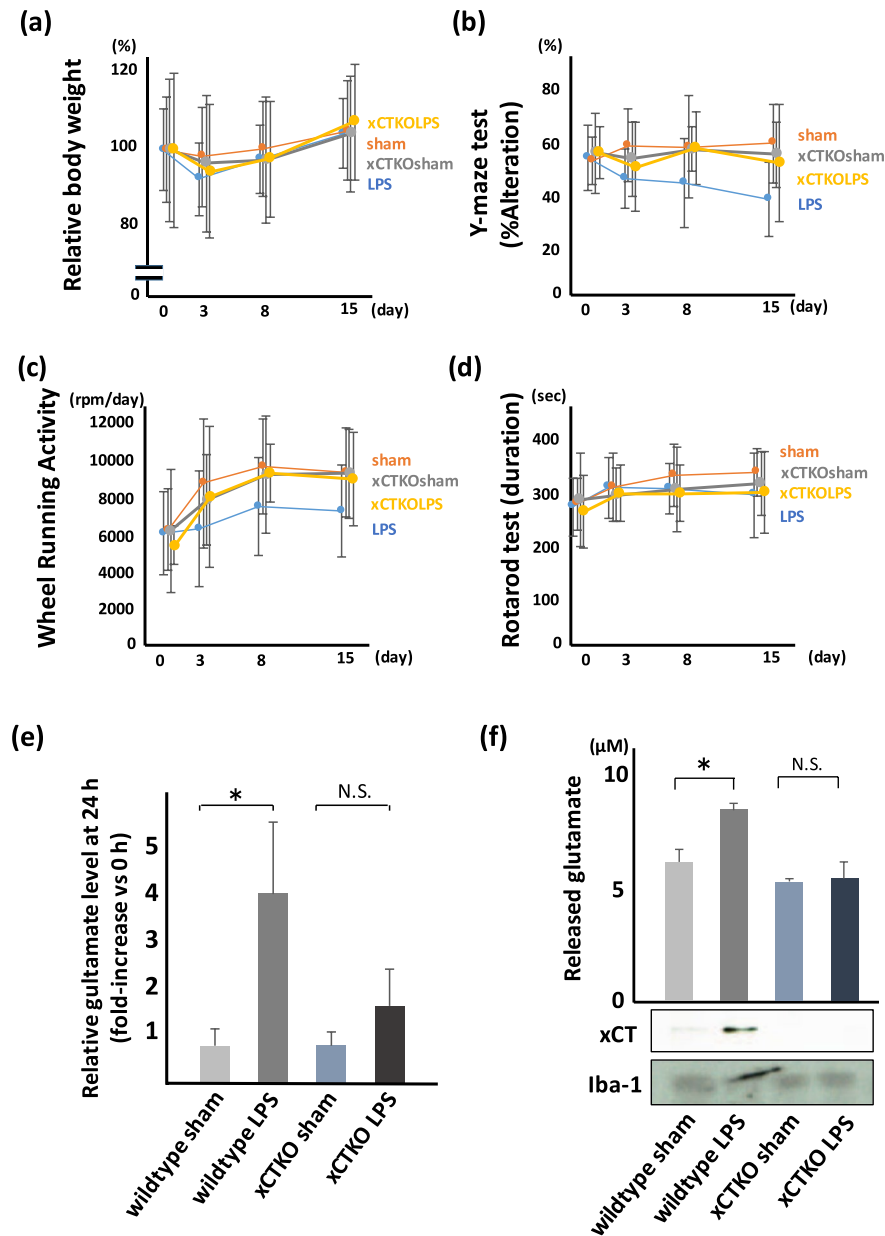 (a)
(%)
Relative body weight
120
100
80
0
0 3 8 15 (day)
xCTKOLPS
sham
xCTKOsham
LPS
(b)
(%)
Y-maze test
(%Alteration)
80
60
40
20
0
0 3 8 15 (day)
sham
xCTKOsham
xCTKOLPS
LPS
(c)
(rpm/day)
Wheel Running Activity
12000
10000
8000
6000
4000
2000
0
0 3 8 15 (day)
sham
xCTKOsham
xCTKOLPS
LPS
(d)
(sec)
Rotarod test (duration)
400
300
200
100
0
0 3 8 15 (day)
sham
xCTKOsham
xCTKOLPS
LPS
(e)
Relative gultamate level at 24 h
(fold-increase vs 0 h)
5
4
3
2
1
* N.S.
wildtype sham
wildtype LPS
xCTKO sham
xCTKO LPS
(f)
(μM)
Released glutamate
10
5
0
* N.S.
xCT
Iba-1
wildtype sham
wildtype LPS
xCTKO sham
xCTKO LPS